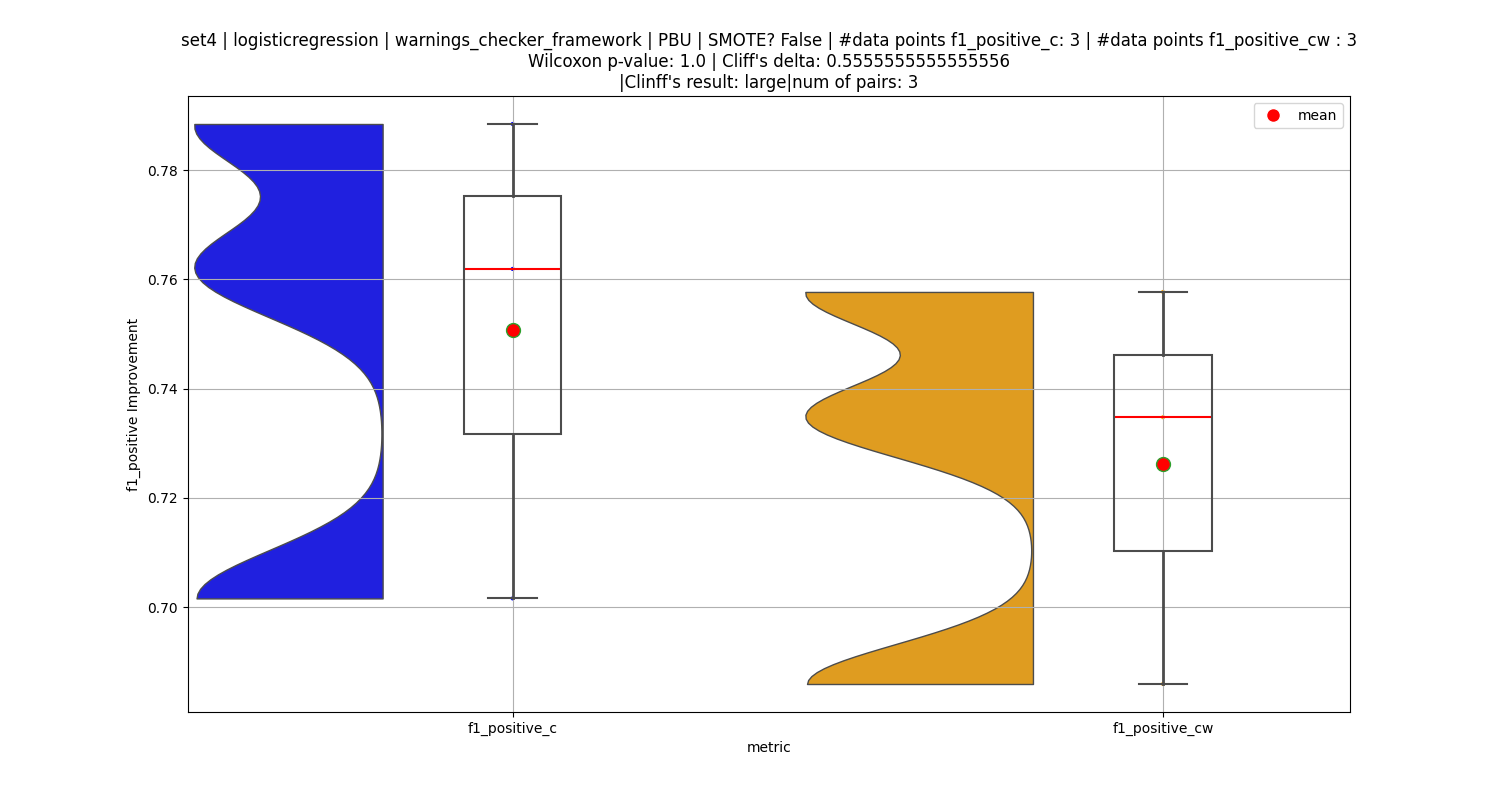 set4 | logisticregression | warnings_checker_framework | PBU | SMOTE? False | #data points f1_positive_c: 3 | #data points f1_positive_cw : 3
Wilcoxon p-value: 1.0 | Cliff's delta: 0.5555555555555556
|Clinff's result: large|num of pairs: 3
mean
0.78
0.76
0.74
0.72
0.70
f1_positive Improvement
f1_positive_c
f1_positive_cw
metric